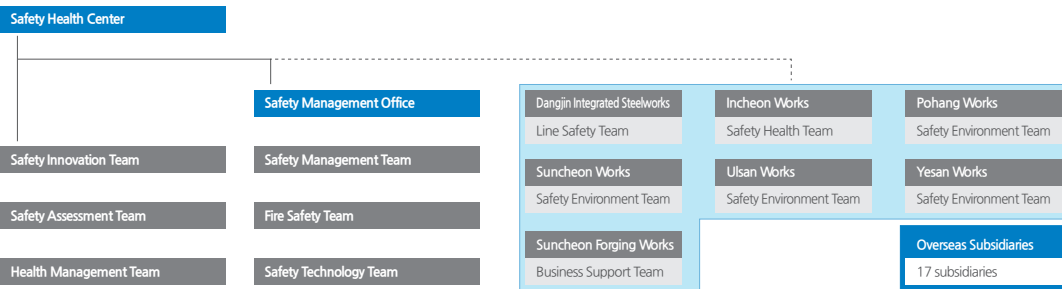 Safety Health Center
Safety Management Office
Safety Innovation Team
Safety Management Team
Safety Assessment Team
Fire Safety Team
Health Management Team
Safety Technology Team
Dangjin Integrated Steelworks
Line Safety Team
Incheon Works
Safety Health Team
Pohang Works
Safety Environment Team
Suncheon Works
Safety Environment Team
Ulsan Works
Safety Environment Team
Yesan Works
Safety Environment Team
Suncheon Forging Works
Business Support Team
Overseas Subsidiaries
17 subsidiaries